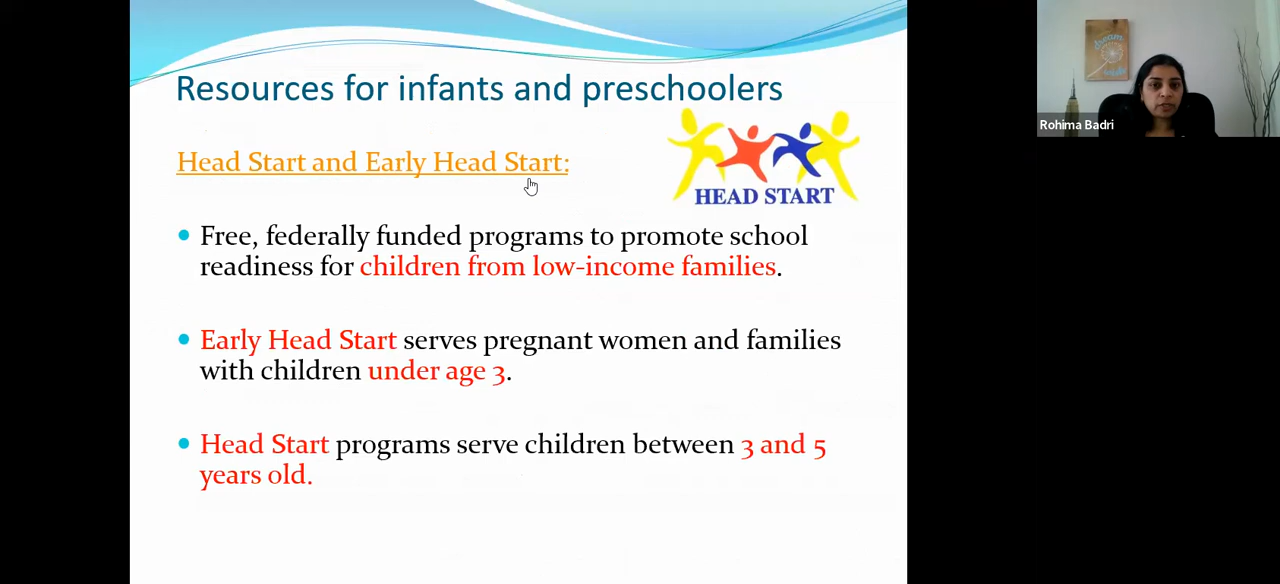 Resources for infants and preschoolers
Head Start and Early Head Start:
HEAD START
Free, federally funded programs to promote school
readiness for children from low-income families.
Early Head Start serves pregnant women and families
with children under age 3.
Head Start programs serve children between 3 and 5
years old.
dream
Rohima Badri